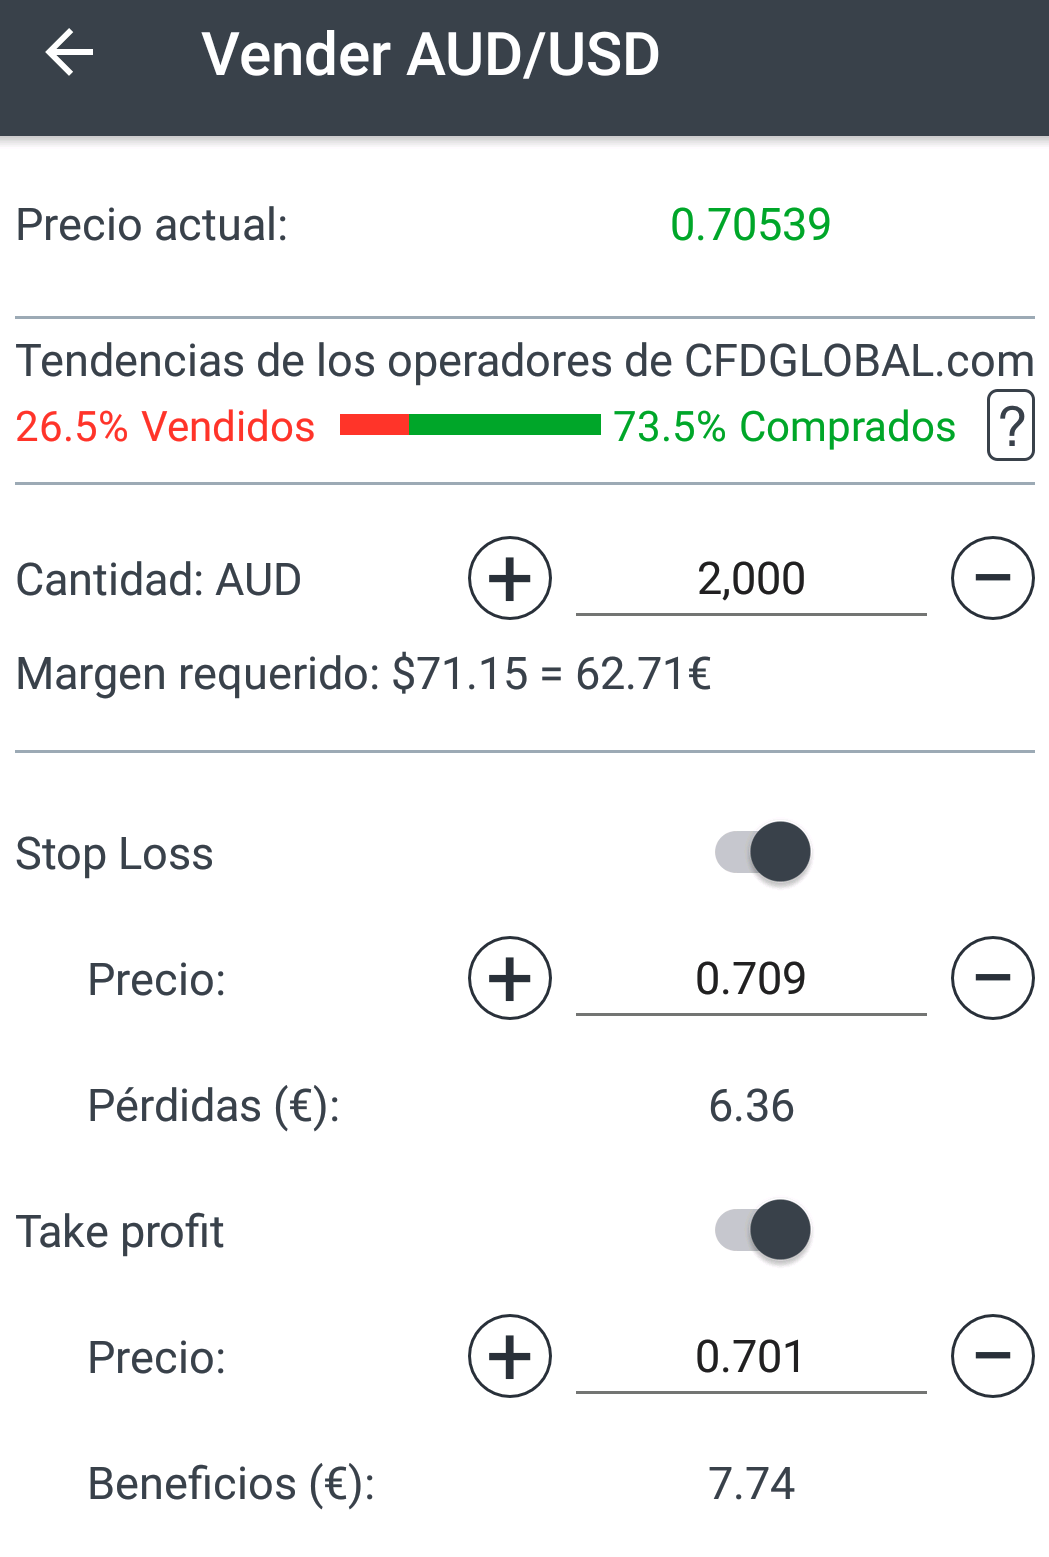 Vender AUD/USD
Precio actual: 0.70539
Tendencias de los operadores de CFDGLOBAL.com
26.5% Vendidos 73.5% Comprados ?
Cantidad: AUD + 2,000 −
Margen requerido: $71.15 = 62.71€
Stop Loss
Precio: + 0.709 −
Pérdidas (€): 6.36
Take profit
Precio: + 0.701 −
Beneficios (€): 7.74